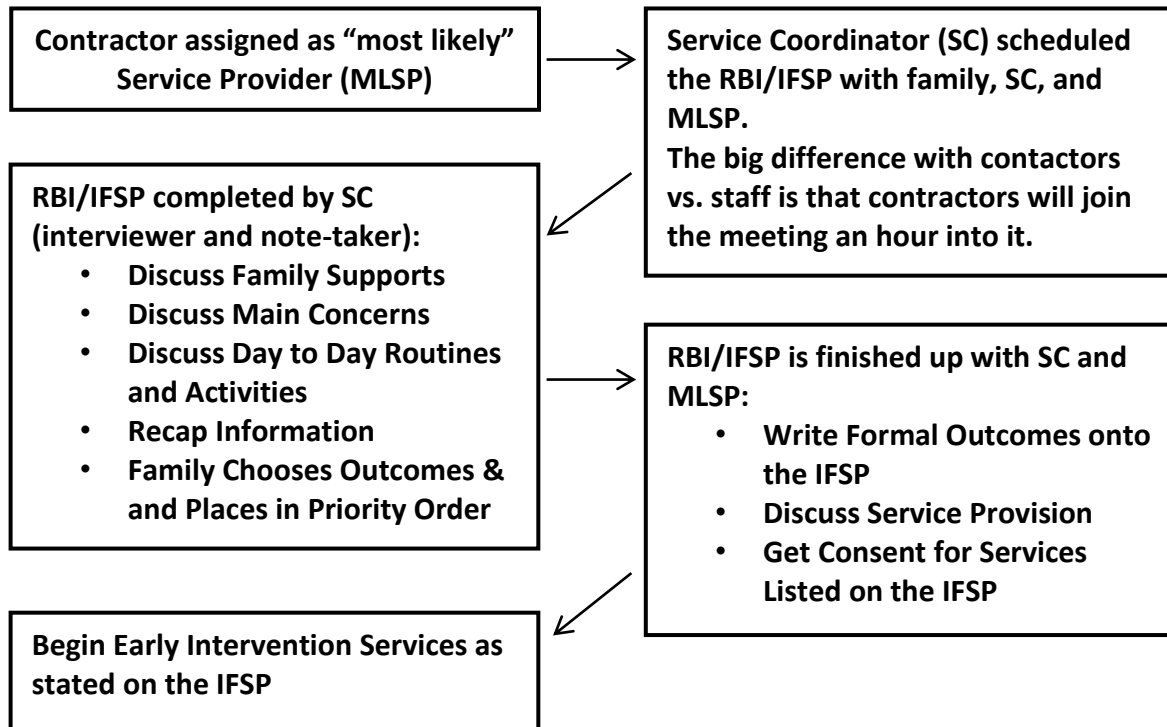 Contractor assigned as “most likely”
Service Provider (MLSP)
Service Coordinator (SC) scheduled
the RBI/IFSP with family, SC, and
MLSP.
The big difference with contactors
vs. staff is that contractors will join
the meeting an hour into it.
RBI/IFSP completed by SC
(interviewer and note-taker):
• Discuss Family Supports
• Discuss Main Concerns
• Discuss Day to Day Routines
and Activities
• Recap Information
• Family Chooses Outcomes &
and Places in Priority Order
RBI/IFSP is finished up with SC and
MLSP:
• Write Formal Outcomes onto
the IFSP
• Discuss Service Provision
• Get Consent for Services
Listed on the IFSP
Begin Early Intervention Services as
stated on the IFSP